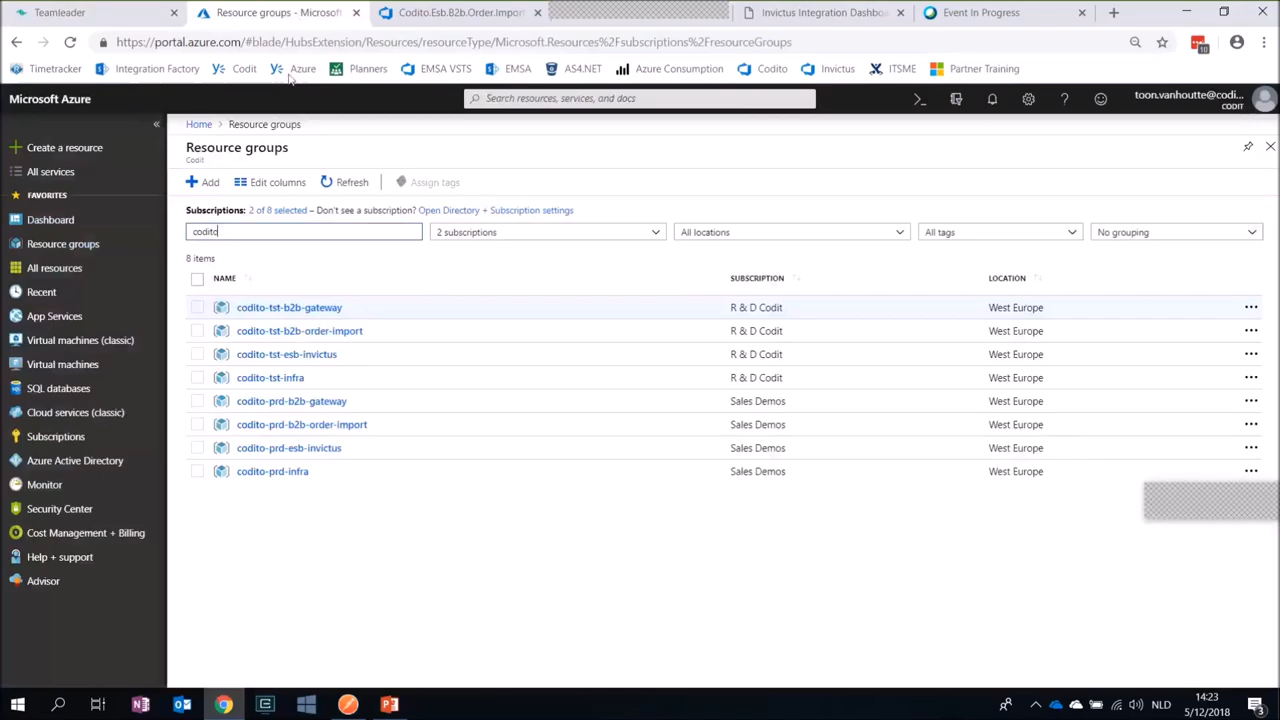 Teamleader
Resource groups - Microsoft
Codito.Esb.B2b.Order.Import
Invictus Integration Dashboa
Event In Progress
https://portal.azure.com/#blade/HubsExtension/Resources/resourceType/Microsoft.Resources%2Fsubscriptions%2FresourceGroups
10
Timetracker Integration Factory Codit Azure Planners EMSA VSTS EMSA AS4.NET Azure Consumption Codito Invictus ITSME Partner Training
Microsoft Azure
Search resources, services, and docs
toon.vanhoutte@codi...
CODIT
Create a resource
All services
FAVORITES
Dashboard
Resource groups
All resources
Recent
App Services
Virtual machines (classic)
Virtual machines
SQL databases
Cloud services (classic)
Subscriptions
Azure Active Directory
Monitor
Security Center
Cost Management + Billing
Help + support
Advisor
Home > Resource groups
Resource groups
Codit
Add Edit columns Refresh Assign tags
Subscriptions: 2 of 8 selected – Don't see a subscription? Open Directory + Subscription settings
codito 2 subscriptions All locations All tags No grouping
8 items
NAME SUBSCRIPTION LOCATION
codito-tst-b2b-gateway R & D Codit West Europe
codito-tst-b2b-order-import R & D Codit West Europe
codito-tst-esb-invictus R & D Codit West Europe
codito-tst-infra R & D Codit West Europe
codito-prd-b2b-gateway Sales Demos West Europe
codito-prd-b2b-order-import Sales Demos West Europe
codito-prd-esb-invictus Sales Demos West Europe
codito-prd-infra Sales Demos West Europe
NLD
14:23
5/12/2018
3